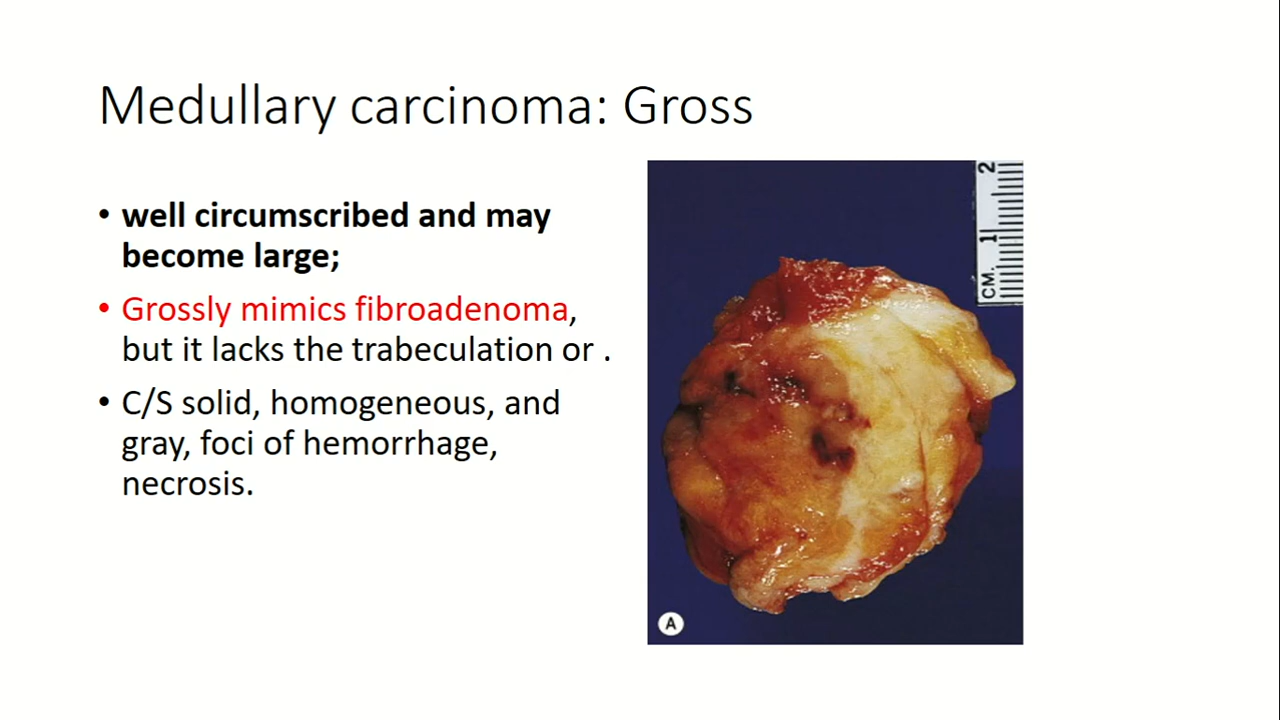 Medullary carcinoma: Gross
• well circumscribed and may
become large;
• Grossly mimics fibroadenoma,
but it lacks the trabeculation or .
• C/S solid, homogeneous, and
gray, foci of hemorrhage,
necrosis.
2
1
CM.
A